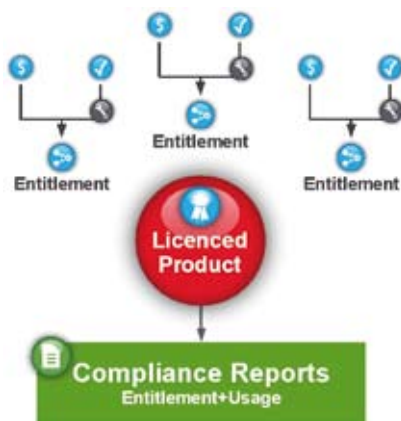 $
$
$
Entitlement
Entitlement
Entitlement
Licenced
Product
Compliance Reports
Entitlement+Usage